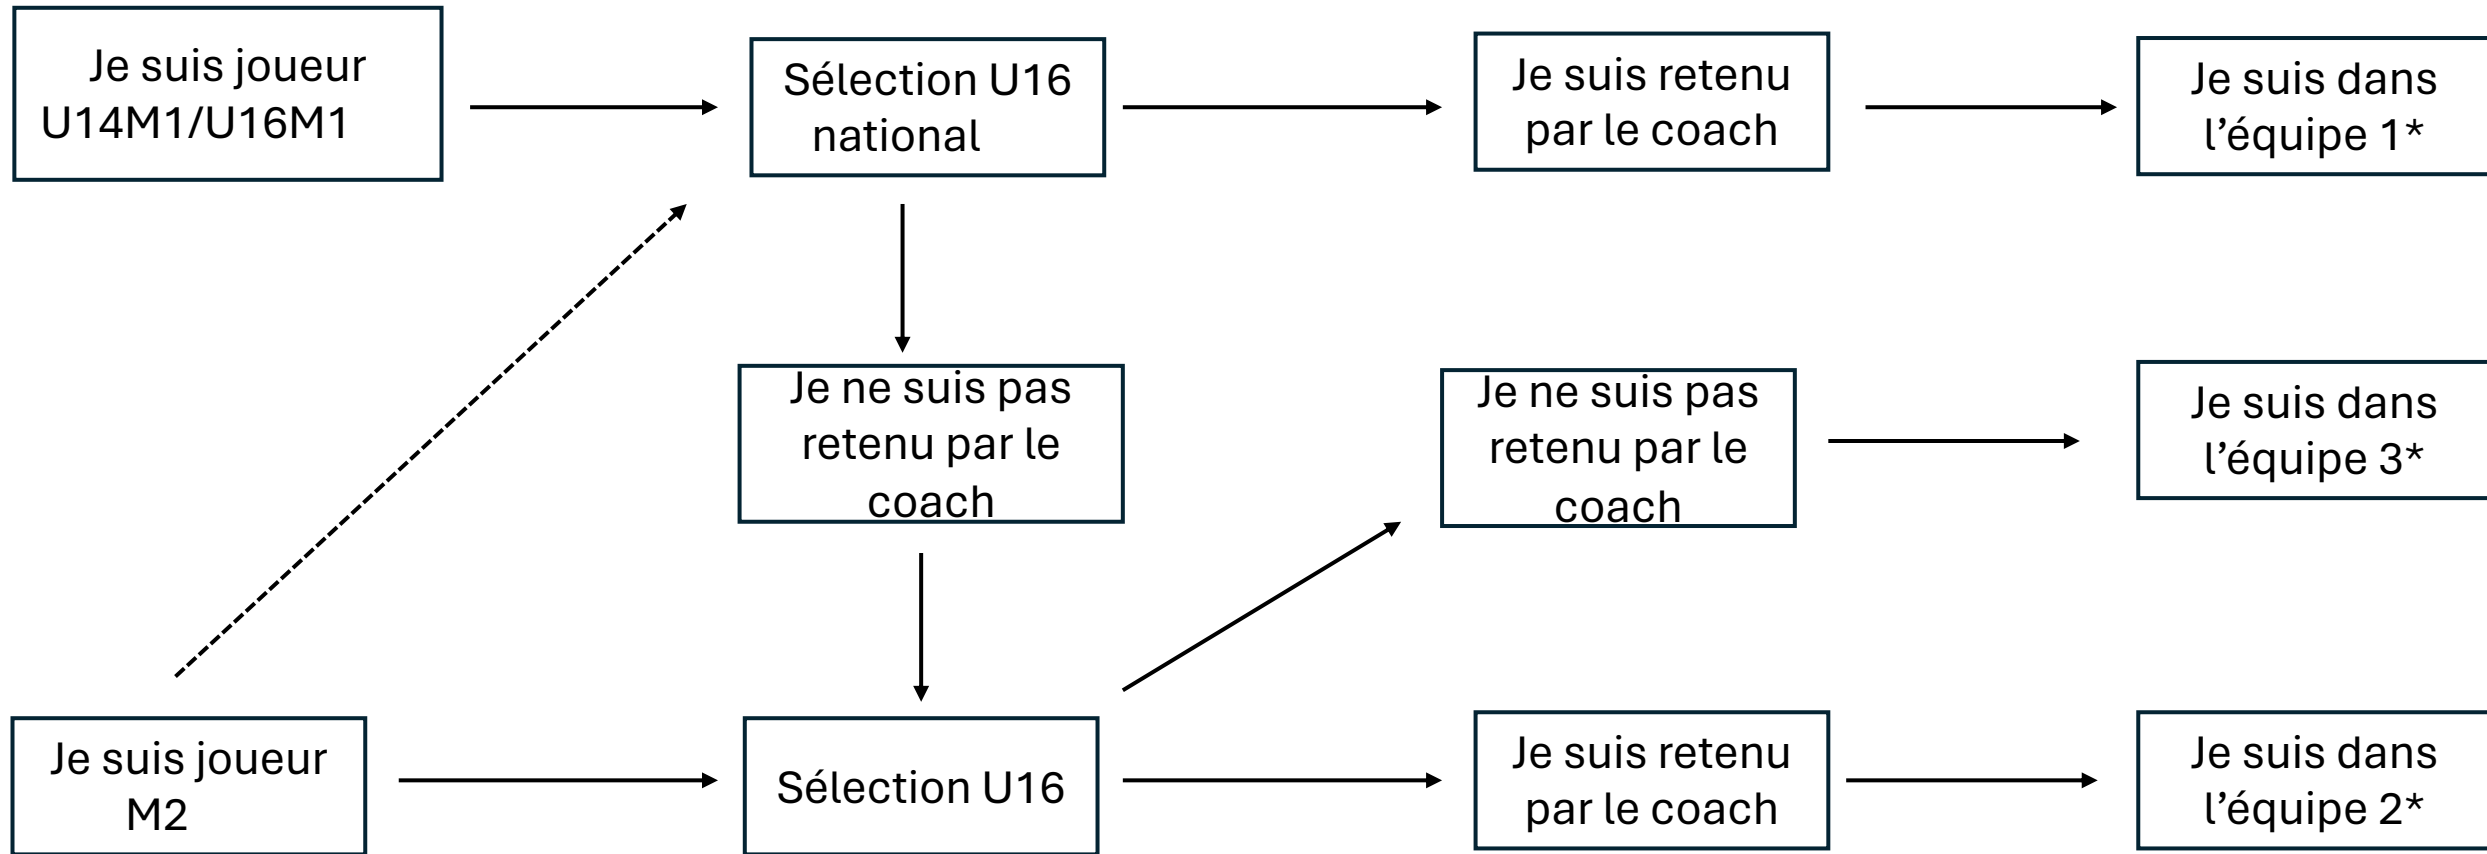 Je suis joueur
U14M1/U16M1
Sélection U16
national
Je suis retenu
par le coach
Je suis dans
l’équipe 1*
Je ne suis pas
retenu par le
coach
Je ne suis pas
retenu par le
coach
Je suis dans
l’équipe 3*
Je suis joueur
M2
Sélection U16
Je suis retenu
par le coach
Je suis dans
l’équipe 2*